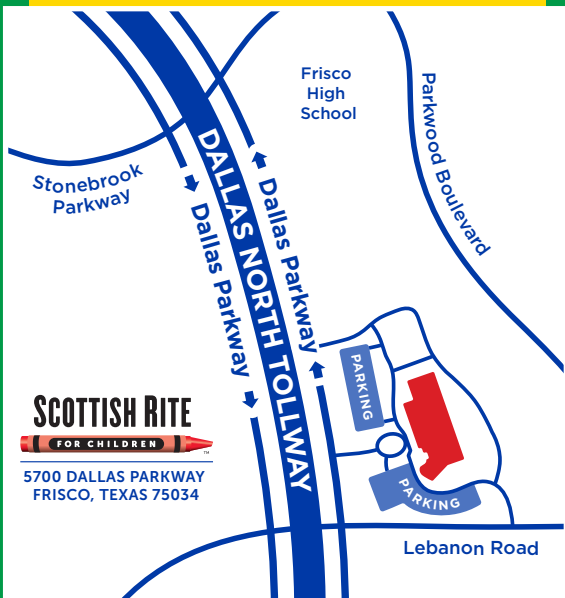 Frisco
High
School
Parkwood Boulevard
Stonebrook
Parkway
DALLAS NORTH TOLLWAY
Dallas Parkway
Dallas Parkway
PARKING
SCOTTISH RITE
FOR CHILDREN
TM
5700 DALLAS PARKWAY
FRISCO, TEXAS 75034
PARKING
Lebanon Road